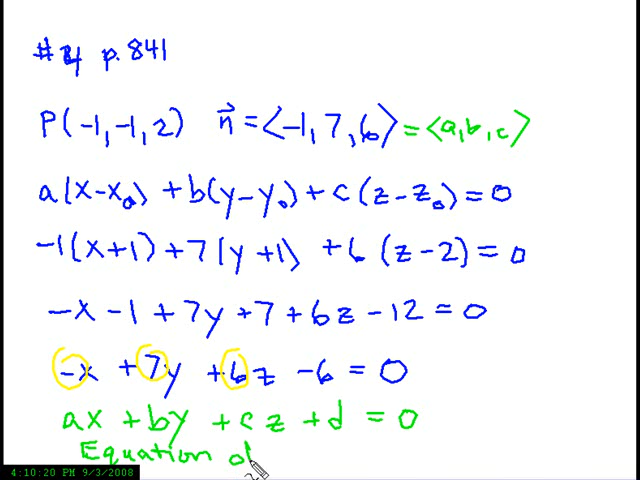 #4 p.841
P(-1,-1,2) n⃗ = ⟨-1,7,6⟩ = ⟨a,b,c⟩
a(x-x₀) + b(y-y₀) + c(z-z₀) = 0
-1(x+1) + 7(y+1) + 6(z-2) = 0
-x - 1 + 7y + 7 + 6z - 12 = 0
-x + 7y + 6z - 6 = 0
ax + by + cz + d = 0
Equation of
4:10:20 PM 9/3/2008